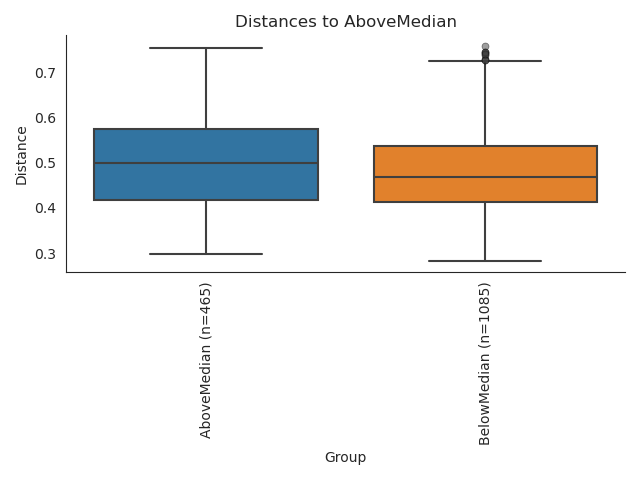 Distances to AboveMedian
Distance
0.7
0.6
0.5
0.4
0.3
AboveMedian (n=465)
BelowMedian (n=1085)
Group